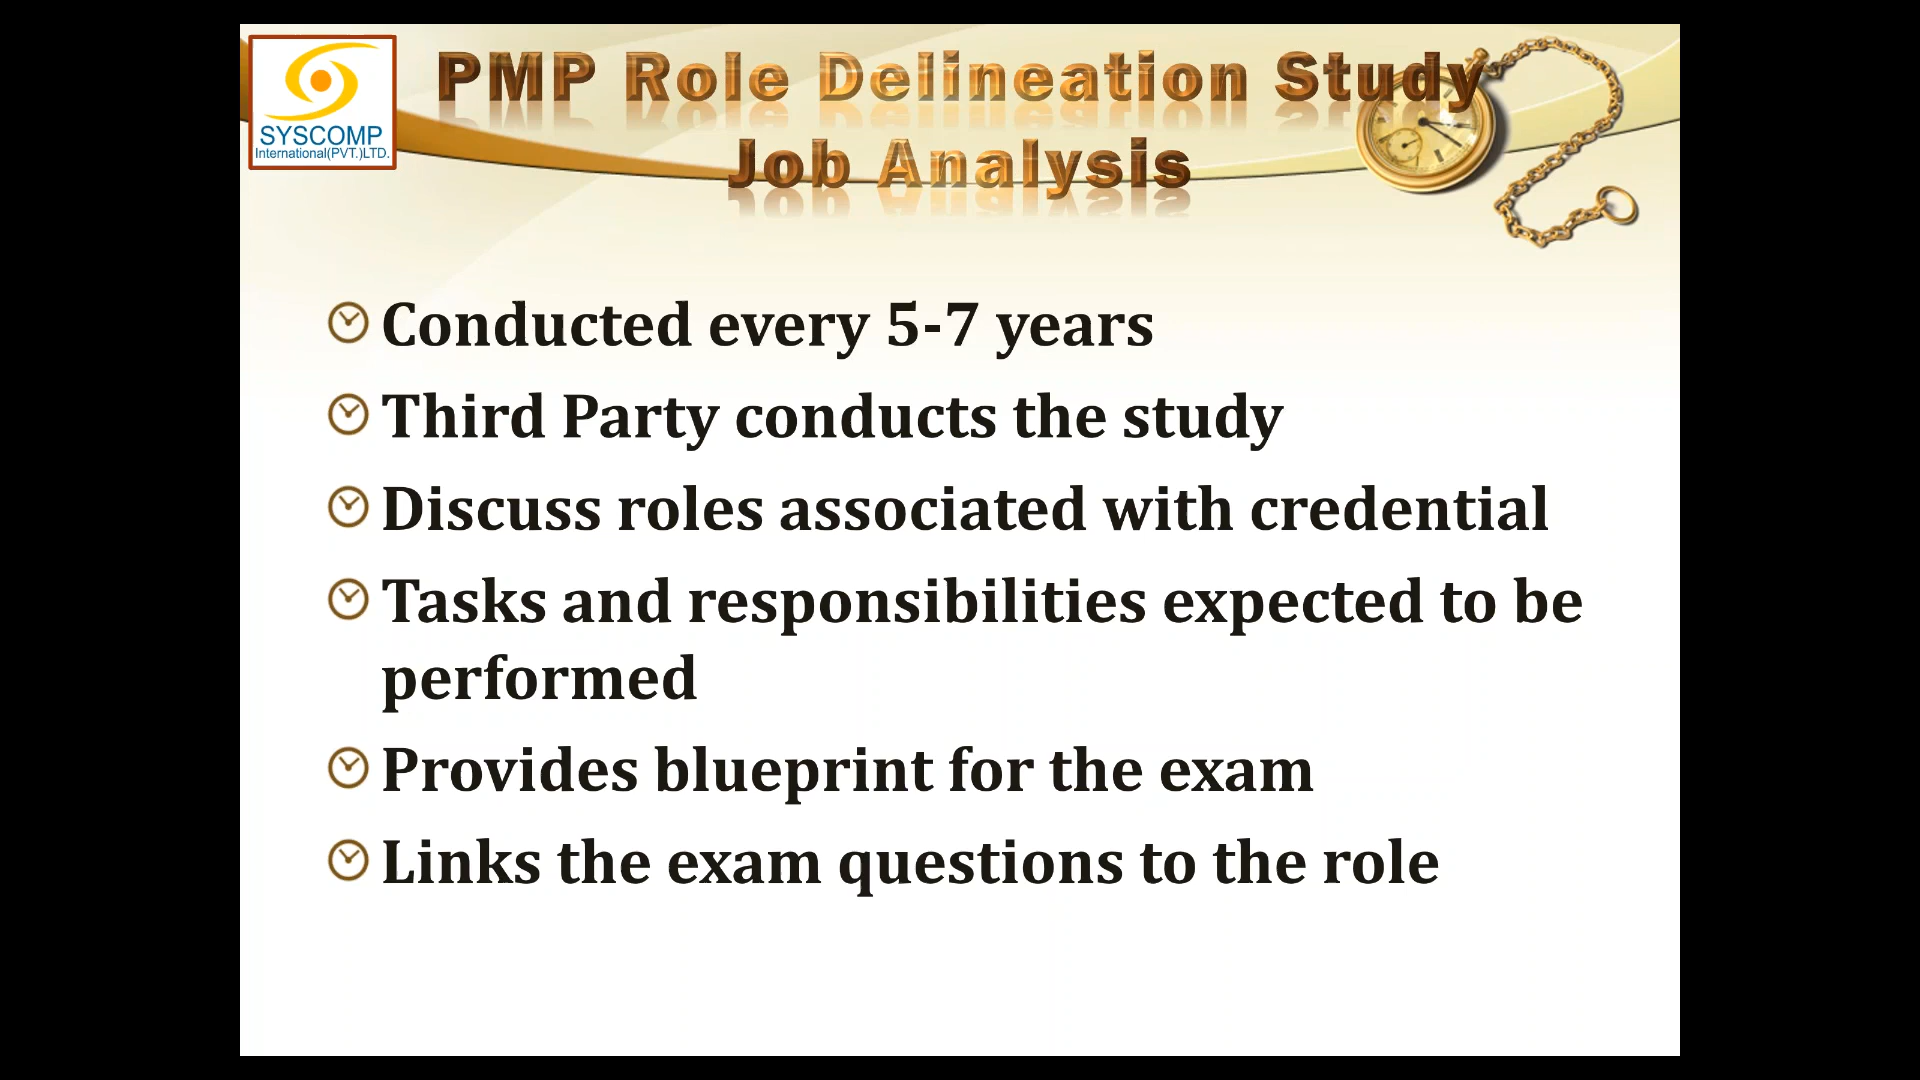 SYSCOMP
International(PVT.)LTD.
PMP Role Delineation Study
Job Analysis
Conducted every 5-7 years
Third Party conducts the study
Discuss roles associated with credential
Tasks and responsibilities expected to be
performed
Provides blueprint for the exam
Links the exam questions to the role